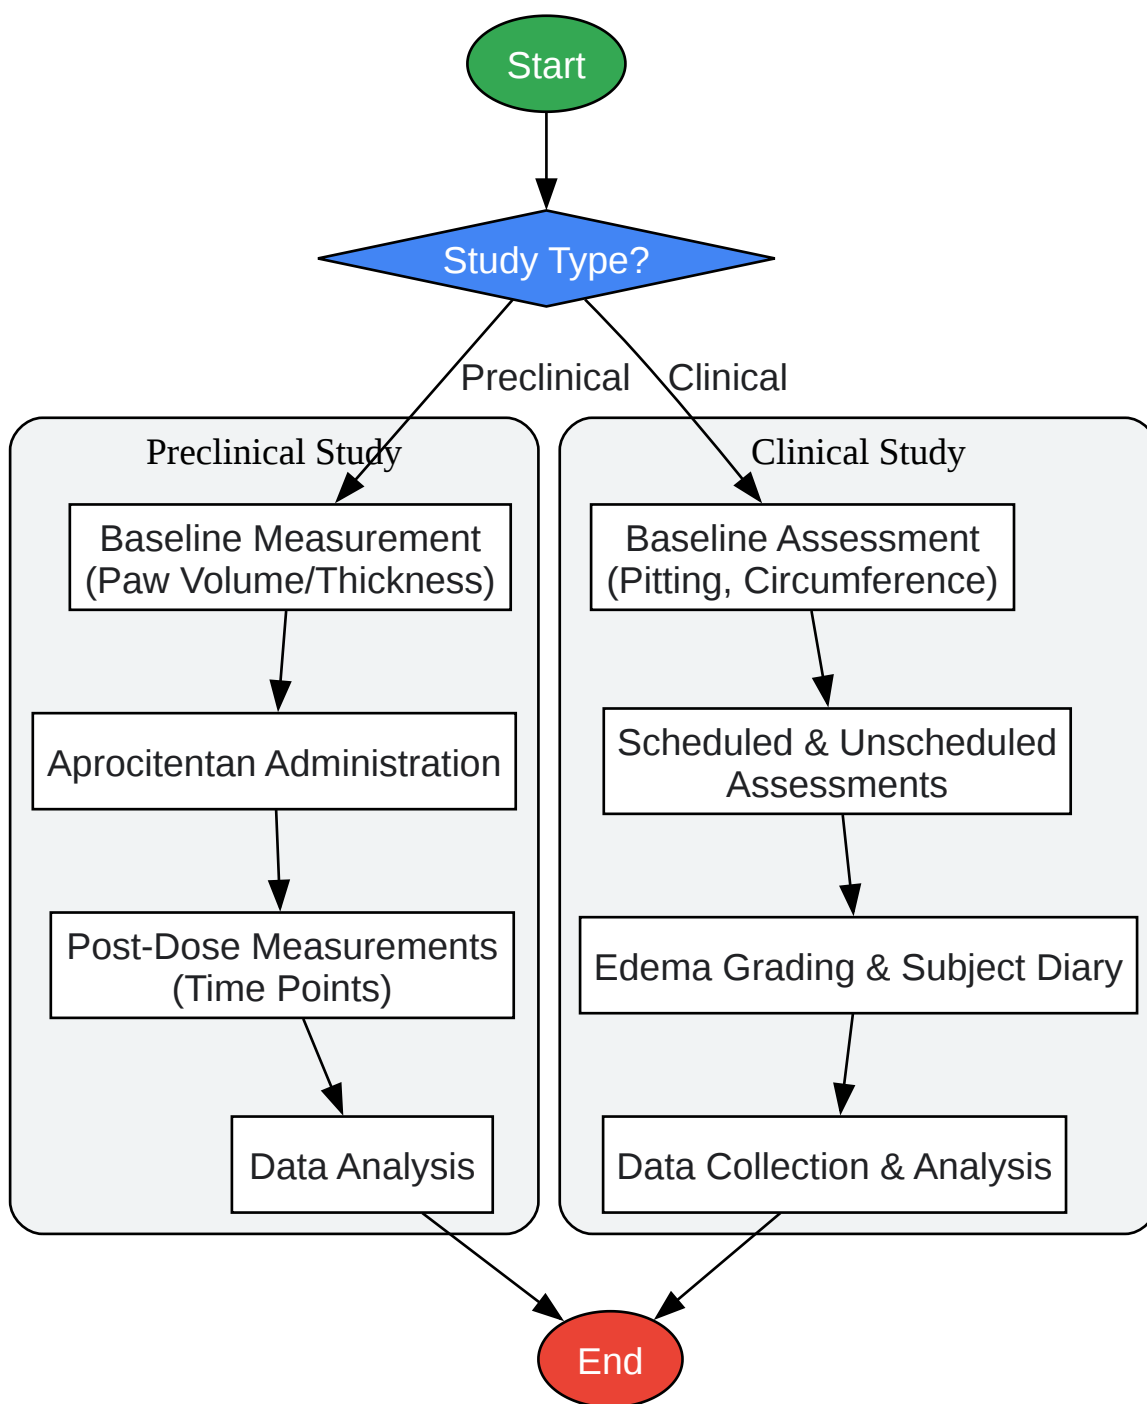 Start
Study Type?
Preclinical
Clinical
Preclinical Study
Baseline Measurement
(Paw Volume/Thickness)
Aprocitentan Administration
Post-Dose Measurements
(Time Points)
Data Analysis
Clinical Study
Baseline Assessment
(Pitting, Circumference)
Scheduled & Unscheduled
Assessments
Edema Grading & Subject Diary
Data Collection & Analysis
End